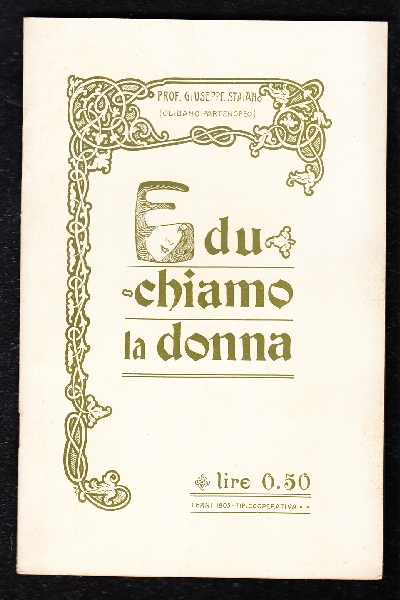 PROF. GIUSEPPE STAIANO
(OLIBANO PARTENOPEO)
Edu
-chiamo
la donna
lire 0.50
TERNI 1905 - TIP. COOPERATIVA